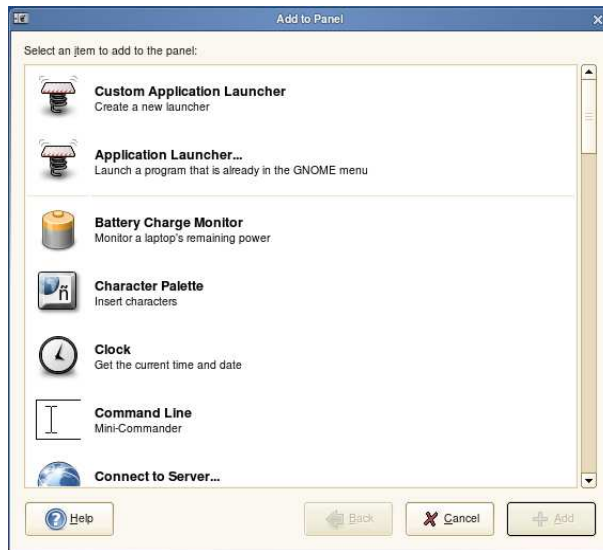 Add to Panel
Select an item to add to the panel:
Custom Application Launcher
Create a new launcher
Application Launcher...
Launch a program that is already in the GNOME menu
Battery Charge Monitor
Monitor a laptop's remaining power
ñ
Character Palette
Insert characters
Clock
Get the current time and date
Command Line
Mini-Commander
Connect to Server...
Help
Back
Cancel
Add